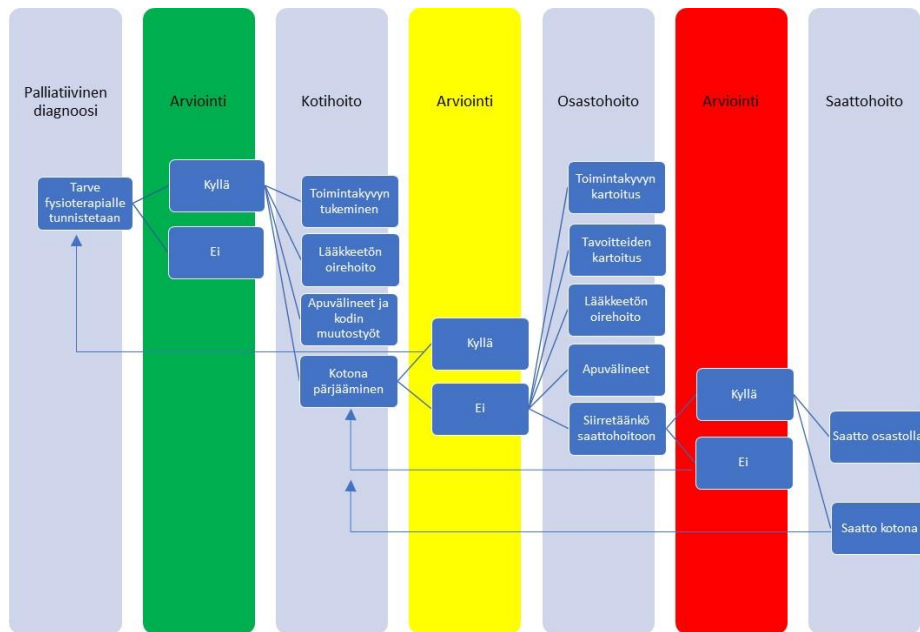 Palliatiivinen
diagnoosi
Arviointi
Kotihoito
Arviointi
Osastohoito
Arviointi
Saattohoito
Tarve
fysioterapialle
tunnistetaan
Kyllä
Ei
Toimintakyvyn
tukeminen
Lääkkeetön
oirehoito
Apuvälineet ja
kodin
muutostyöt
Kotona
pärjääminen
Kyllä
Ei
Toimintakyvyn
kartoitus
Tavoitteiden
kartoitus
Lääkkeetön
oirehoito
Apuvälineet
Siirretäänkö
saattohoitoon
Kyllä
Ei
Saatto osastolla
Saatto kotona